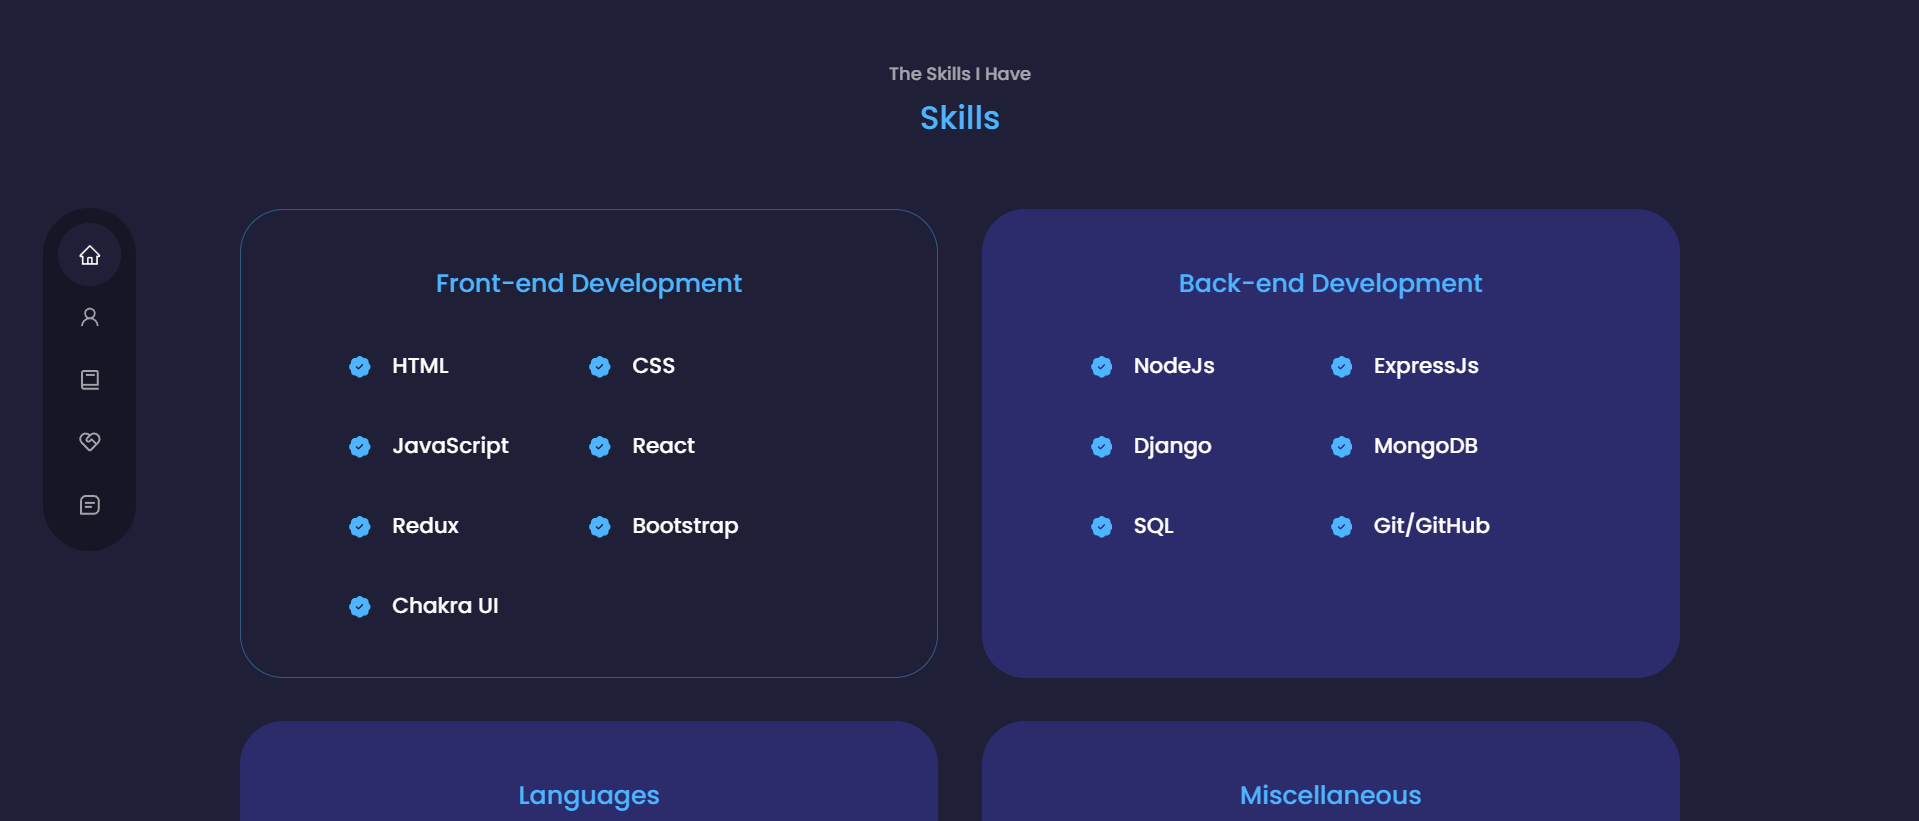 The Skills I Have
Skills
Front-end Development
HTML
CSS
JavaScript
React
Redux
Bootstrap
Chakra UI
Back-end Development
NodeJs
ExpressJs
Django
MongoDB
SQL
Git/GitHub
Languages
Miscellaneous